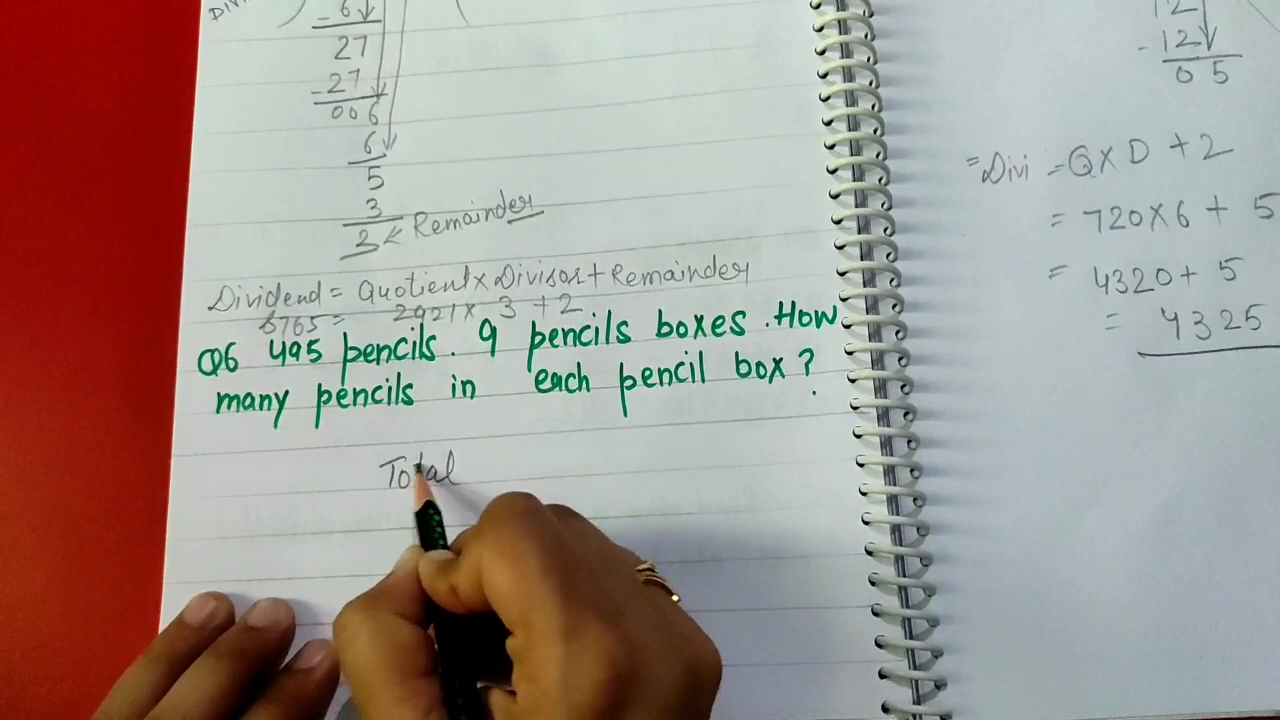 - 6
27
- 27
006
6
5
3
2 < Remainder
Dividend = Quotient x Divisor + Remainder
8765 = 2921 x 3 + 2
Q6 495 pencils. 9 pencils boxes. How
many pencils in each pencil box?
Total
12
- 12
05
= Divi = Q X D + 2
= 720 X 6 + 5
= 4320 + 5
= 4325